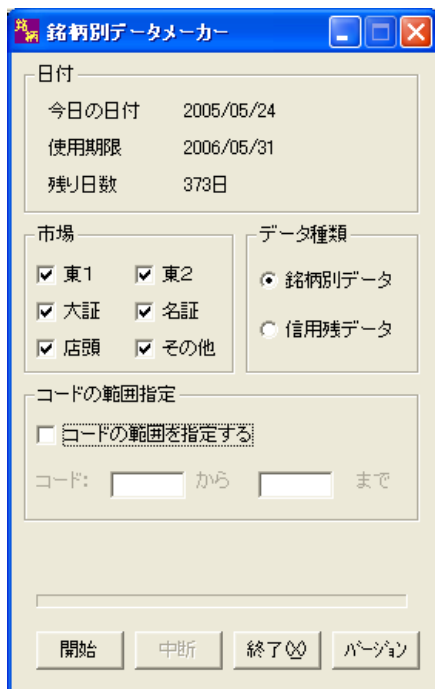 銘柄別データメーカー
日付
今日の日付 2005/05/24
使用期限 2006/05/31
残り日数 373日
市場
東1 東2
大証 名証
店頭 その他
データ種類
銘柄別データ
信用残データ
コードの範囲指定
コードの範囲を指定する
コード: から まで
開始 中断 終了(X) バージョン